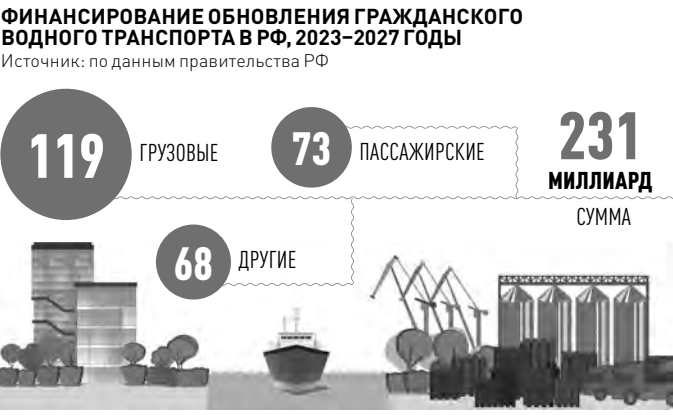 ФИНАНСИРОВАНИЕ ОБНОВЛЕНИЯ ГРАЖДАНСКОГО
ВОДНОГО ТРАНСПОРТА В РФ, 2023–2027 ГОДЫ
Источник: по данным правительства РФ
119 ГРУЗОВЫЕ
73 ПАССАЖИРСКИЕ
231
МИЛЛИАРД
СУММА
68 ДРУГИЕ